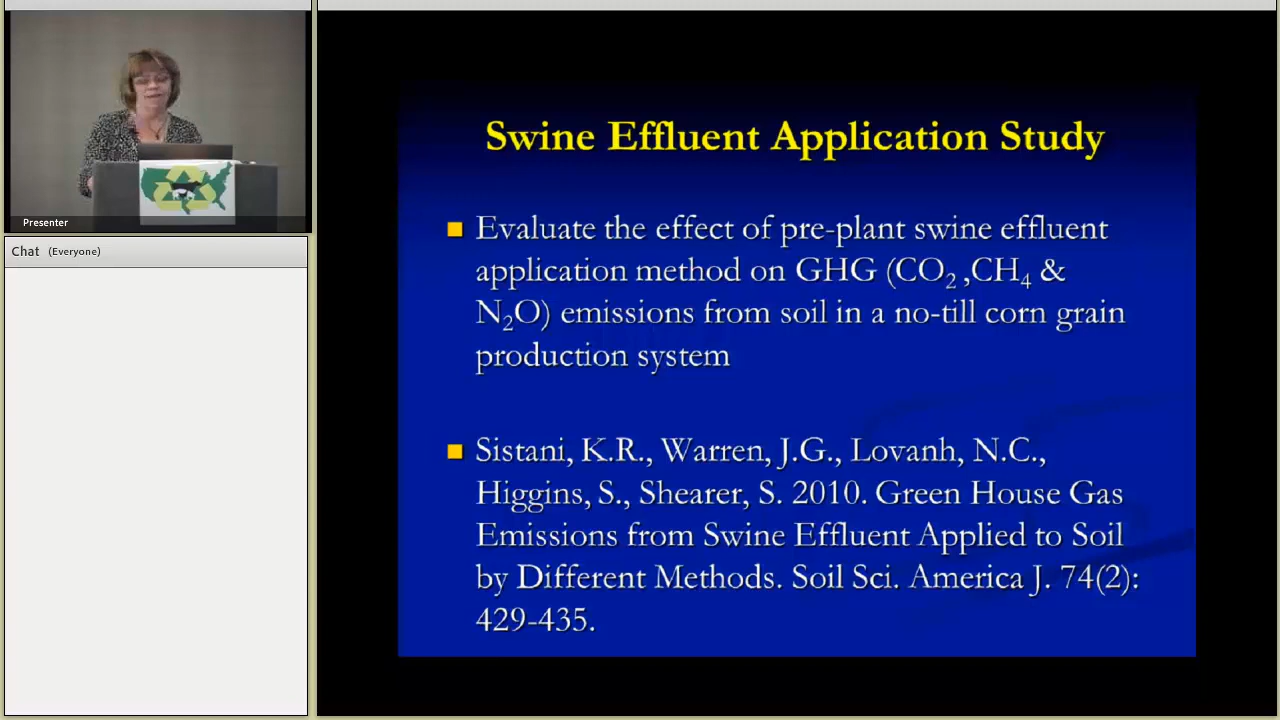 Presenter
Chat (Everyone)
Swine Effluent Application Study
Evaluate the effect of pre-plant swine effluent
application method on GHG (CO₂ ,CH₄ &
N₂O) emissions from soil in a no-till corn grain
production system
Sistani, K.R., Warren, J.G., Lovanh, N.C.,
Higgins, S., Shearer, S. 2010. Green House Gas
Emissions from Swine Effluent Applied to Soil
by Different Methods. Soil Sci. America J. 74(2):
429-435.